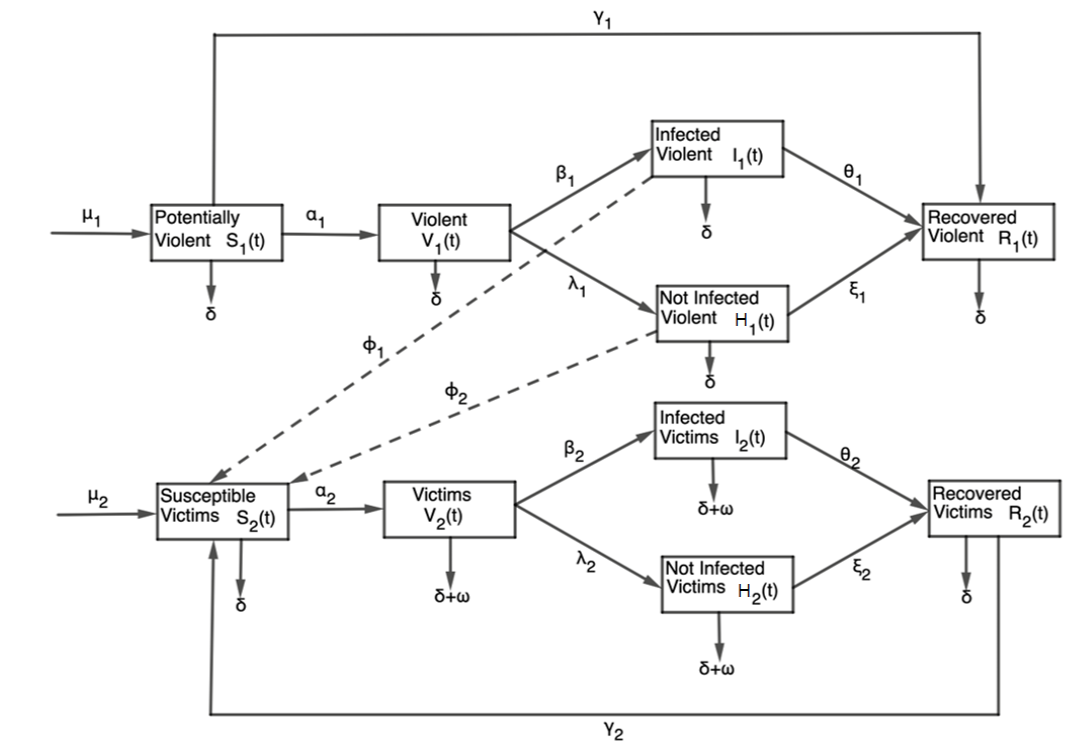 γ₁
μ₁
Potentially
Violent S₁(t)
α₁
Violent
V₁(t)
β₁
λ₁
Infected
Violent I₁(t)
θ₁
Not Infected
Violent H₁(t)
ξ₁
Recovered
Violent R₁(t)
δ
δ
δ
δ
δ
ϕ₁
ϕ₂
μ₂
Susceptible
Victims S₂(t)
α₂
Victims
V₂(t)
β₂
λ₂
Infected
Victims I₂(t)
θ₂
Not Infected
Victims H₂(t)
ξ₂
Recovered
Victims R₂(t)
δ
δ+ω
δ+ω
δ+ω
δ
γ₂